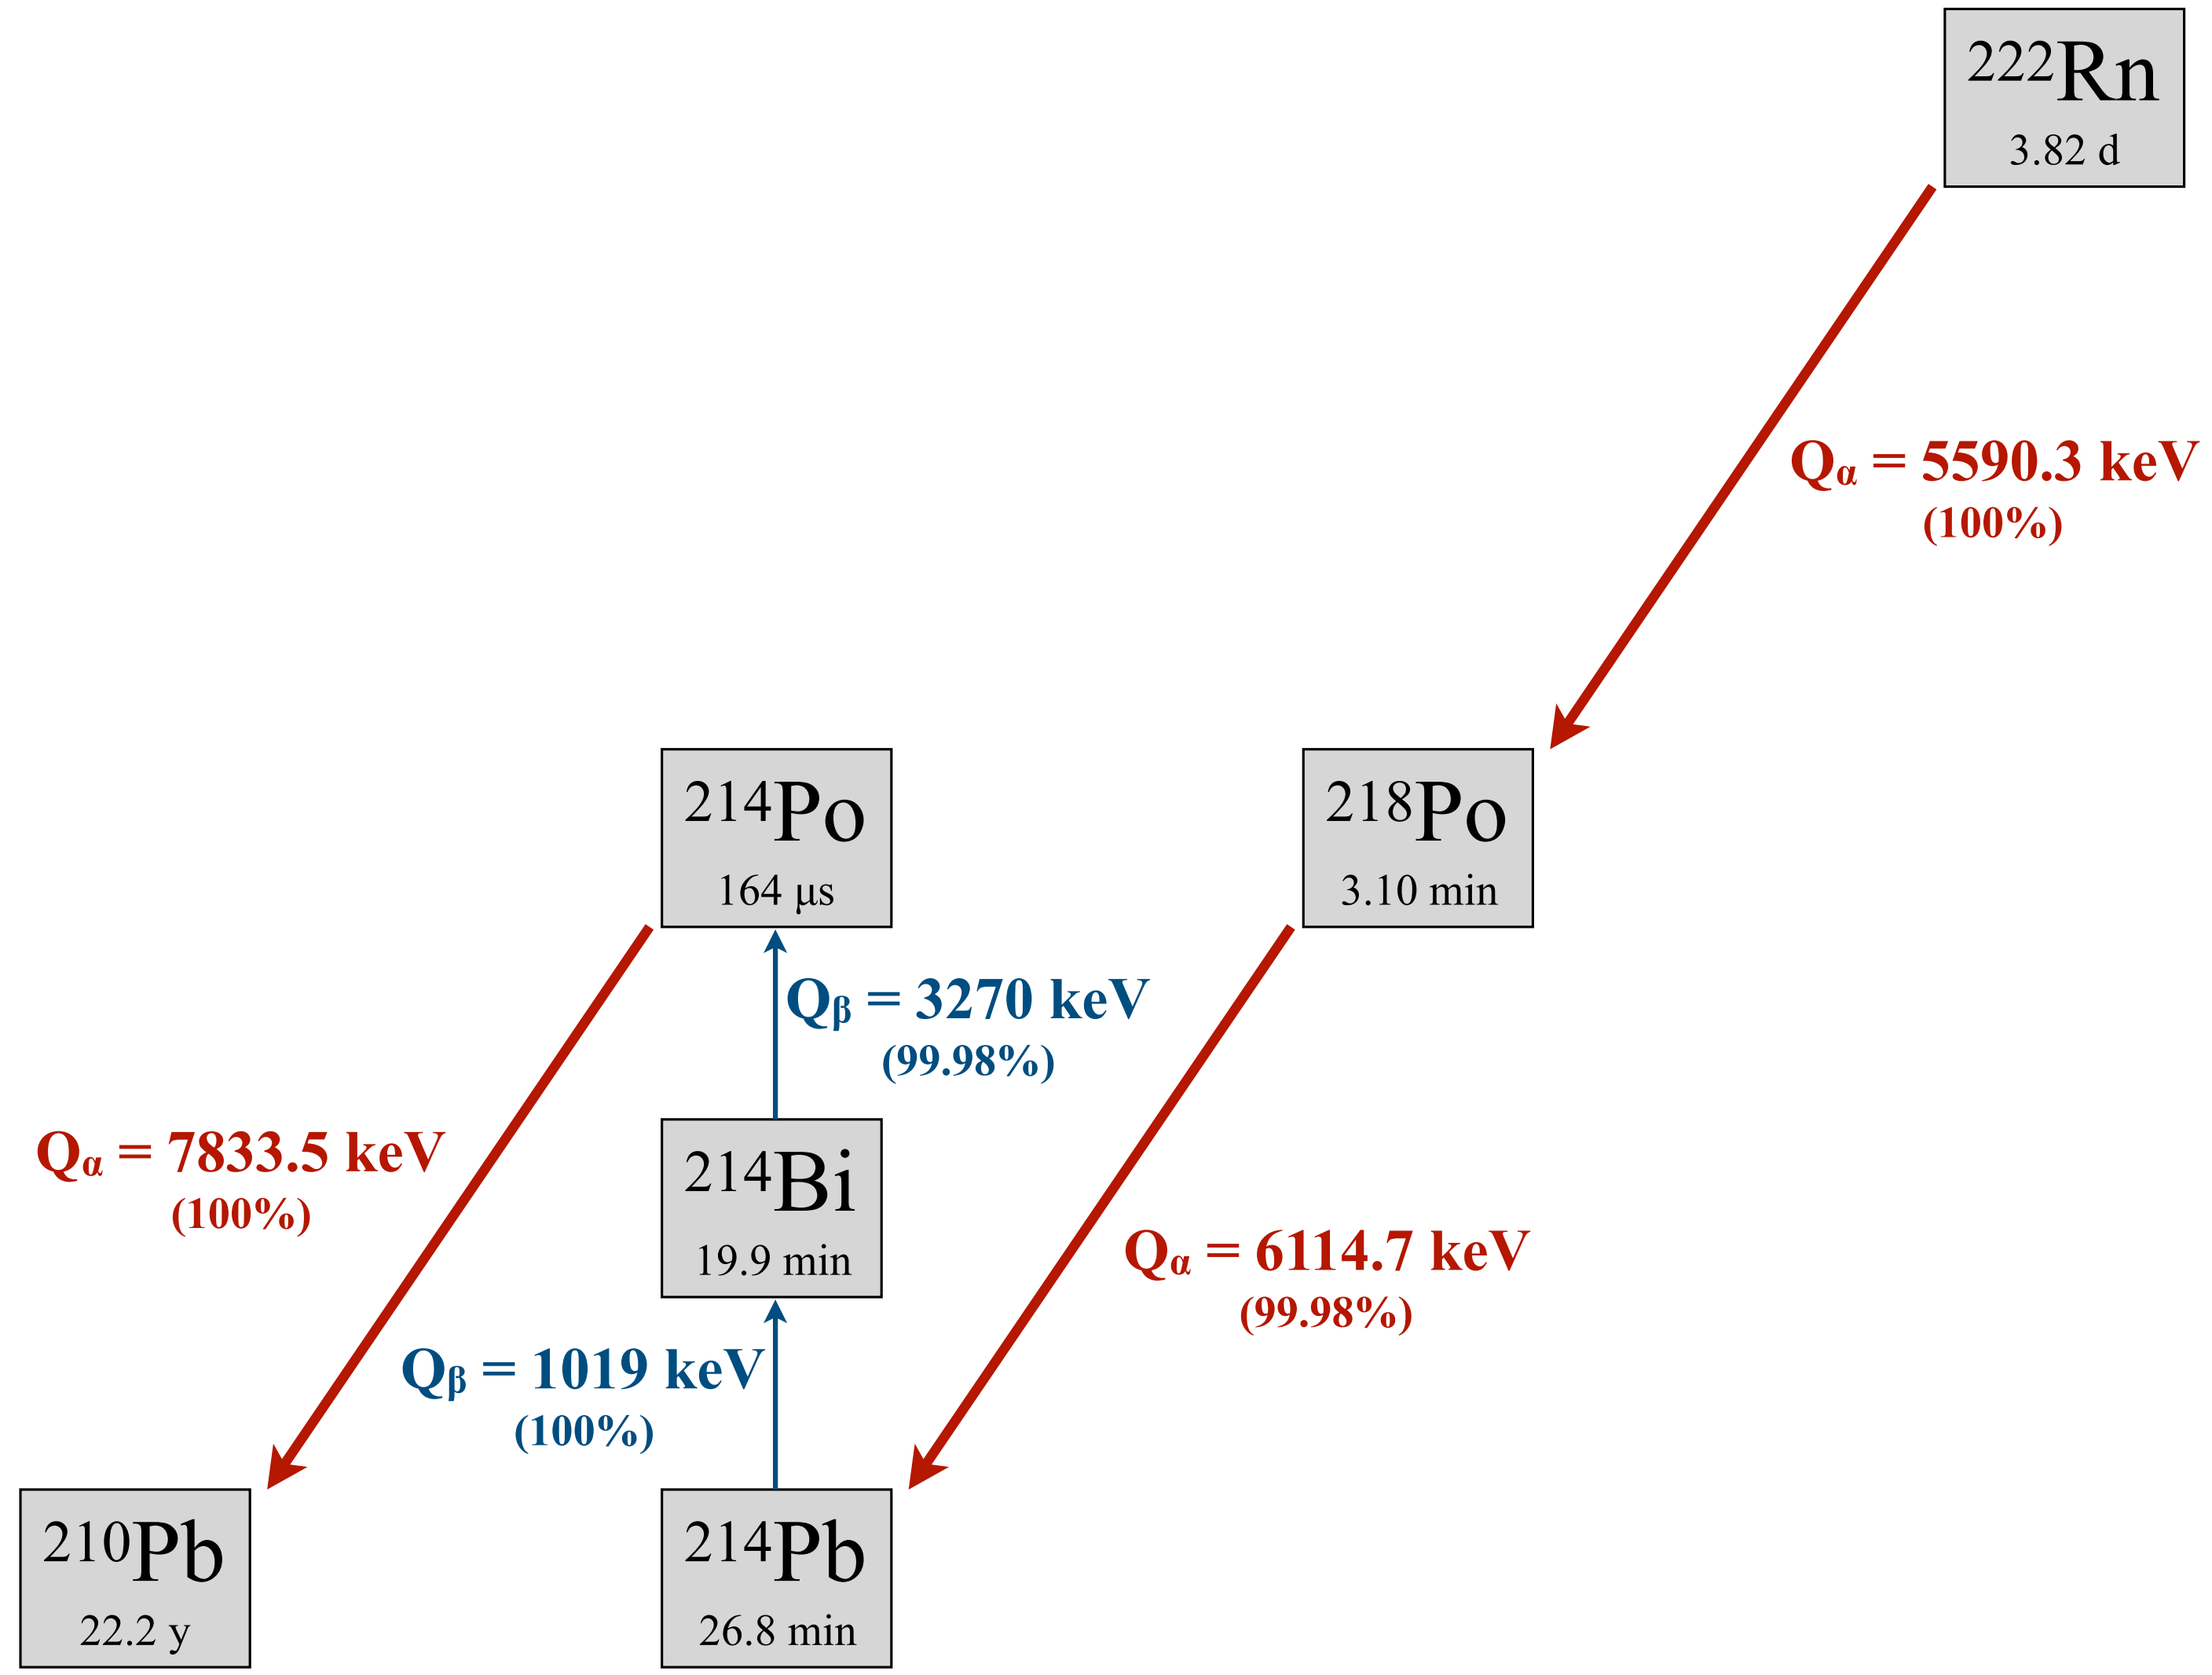 ²²²Rn
3.82 d
Qα = 5590.3 keV
(100%)
²¹⁴Po
164 µs
²¹⁸Po
3.10 min
Qβ = 3270 keV
(99.98%)
Qα = 7833.5 keV
(100%)
²¹⁴Bi
19.9 min
Qα = 6114.7 keV
(99.98%)
Qβ = 1019 keV
(100%)
²¹⁰Pb
22.2 y
²¹⁴Pb
26.8 min